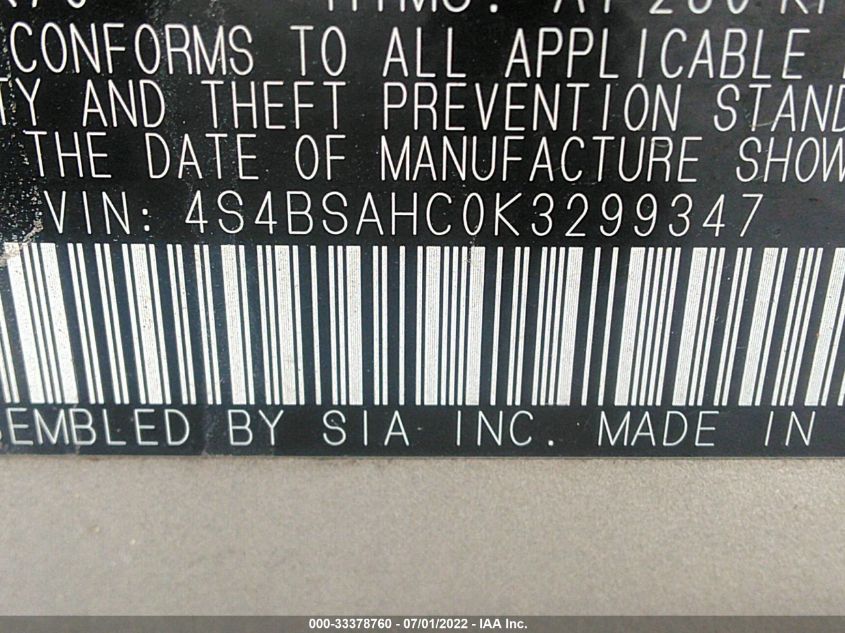 CONFORMS TO ALL APPLICABLE
TY AND THEFT PREVENTION STAND
THE DATE OF MANUFACTURE SHOW
VIN: 4S4BSAHC0K3299347
EMBLED BY SIA INC. MADE IN
000-33378760 - 07/01/2022 - IAA Inc.